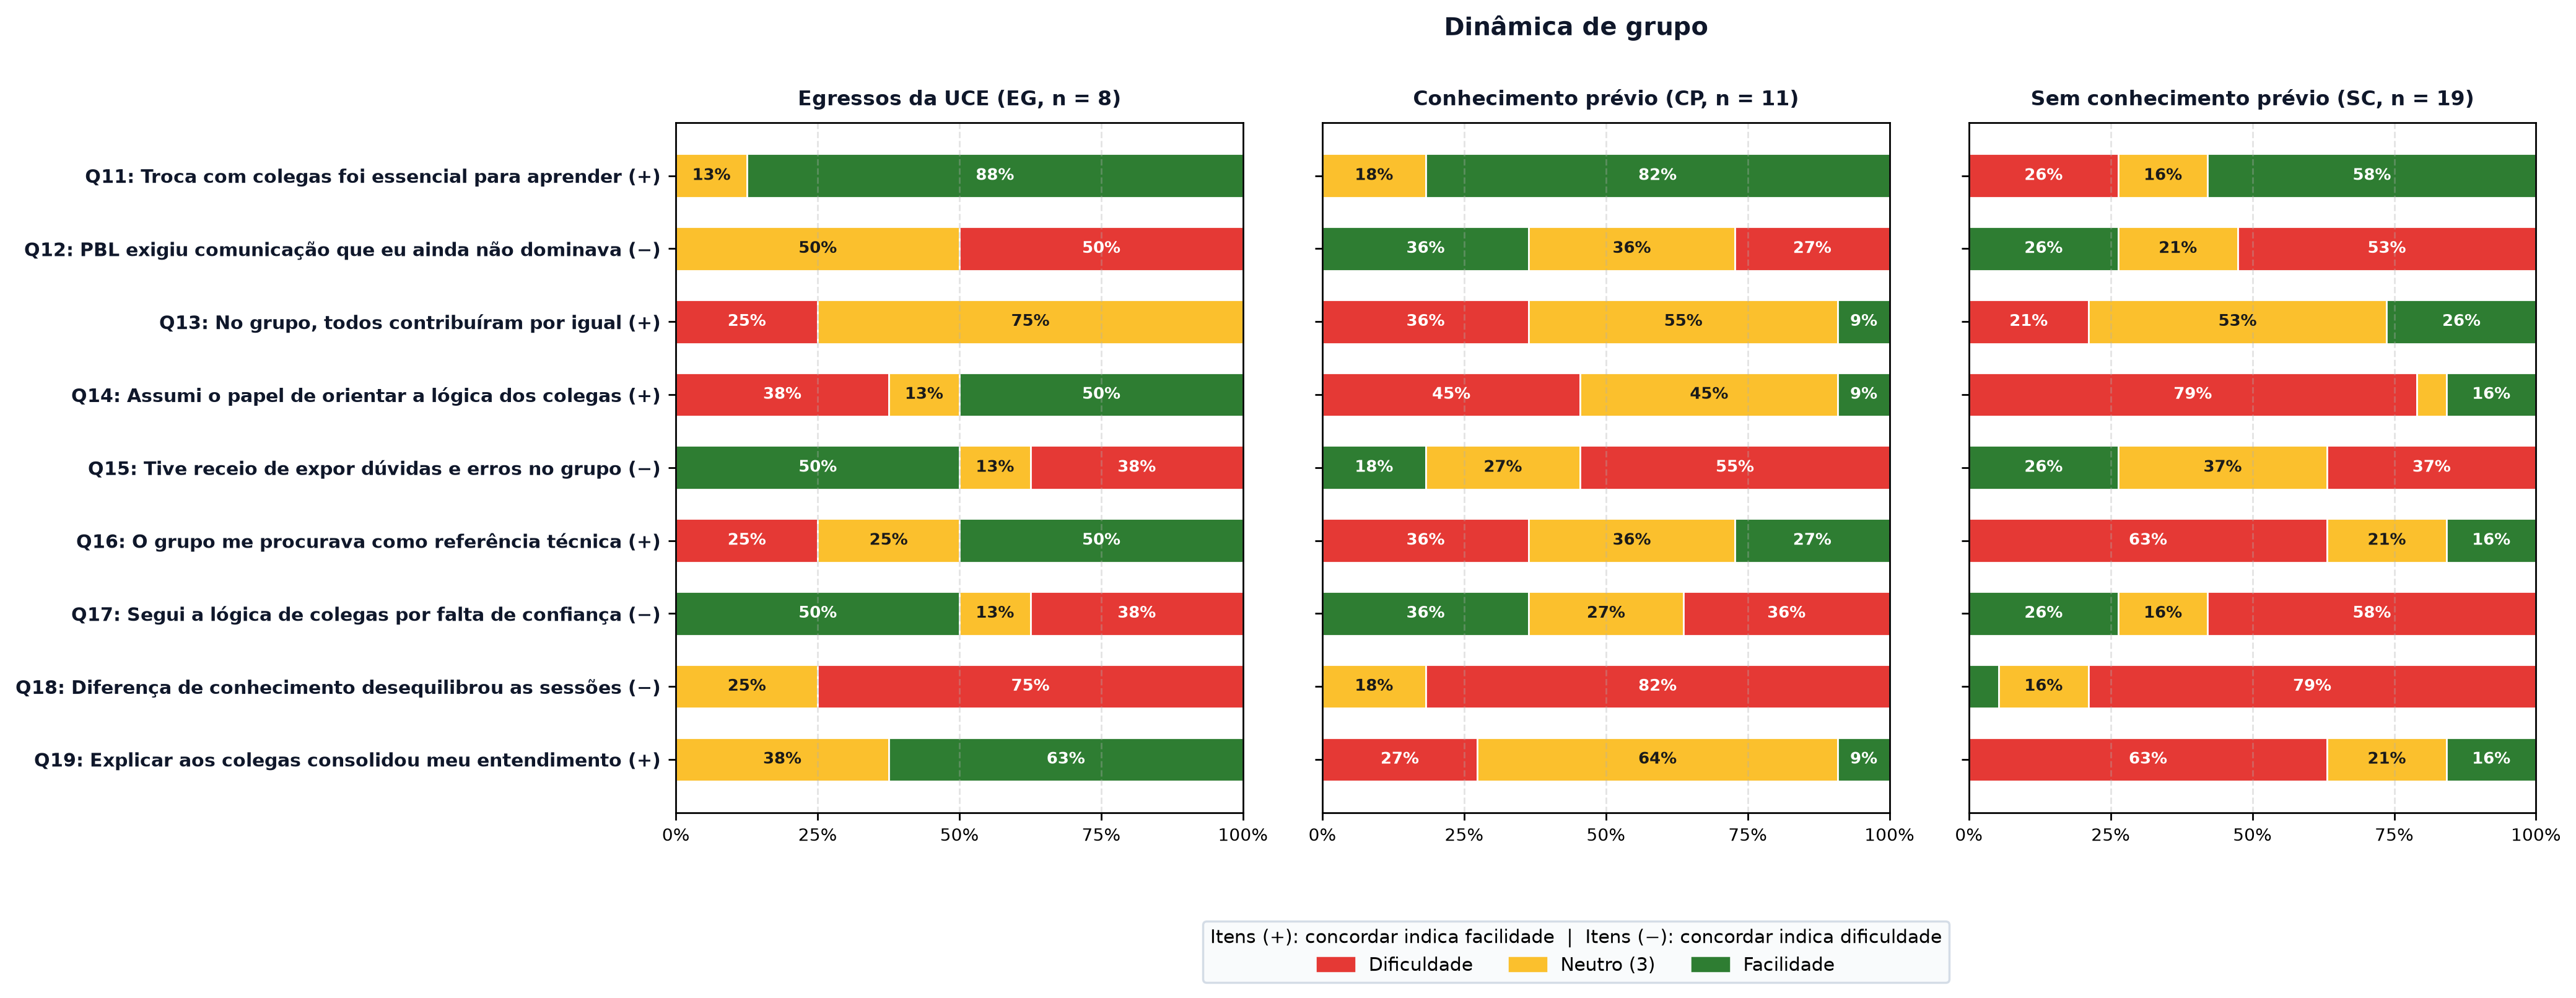 Dinâmica de grupo
Egressos da UCE (EG, n = 8)
Conhecimento prévio (CP, n = 11)
Sem conhecimento prévio (SC, n = 19)
Q11: Troca com colegas foi essencial para aprender (+) 13% 88% 18% 82% 26% 16% 58%
Q12: PBL exigiu comunicação que eu ainda não dominava (−) 50% 50% 36% 36% 27% 26% 21% 53%
Q13: No grupo, todos contribuíram por igual (+) 25% 75% 36% 55% 9% 21% 53% 26%
Q14: Assumi o papel de orientar a lógica dos colegas (+) 38% 13% 50% 45% 45% 9% 79% 16%
Q15: Tive receio de expor dúvidas e erros no grupo (−) 50% 13% 38% 18% 27% 55% 26% 37% 37%
Q16: O grupo me procurava como referência técnica (+) 25% 25% 50% 36% 36% 27% 63% 21% 16%
Q17: Segui a lógica de colegas por falta de confiança (−) 50% 13% 38% 36% 27% 36% 26% 16% 58%
Q18: Diferença de conhecimento desequilibrou as sessões (−) 25% 75% 18% 82% 16% 79%
Q19: Explicar aos colegas consolidou meu entendimento (+) 38% 63% 27% 64% 9% 63% 21% 16%
0% 25% 50% 75% 100% 0% 25% 50% 75% 100% 0% 25% 50% 75% 100%
Itens (+): concordar indica facilidade | Itens (−): concordar indica dificuldade
Dificuldade Neutro (3) Facilidade